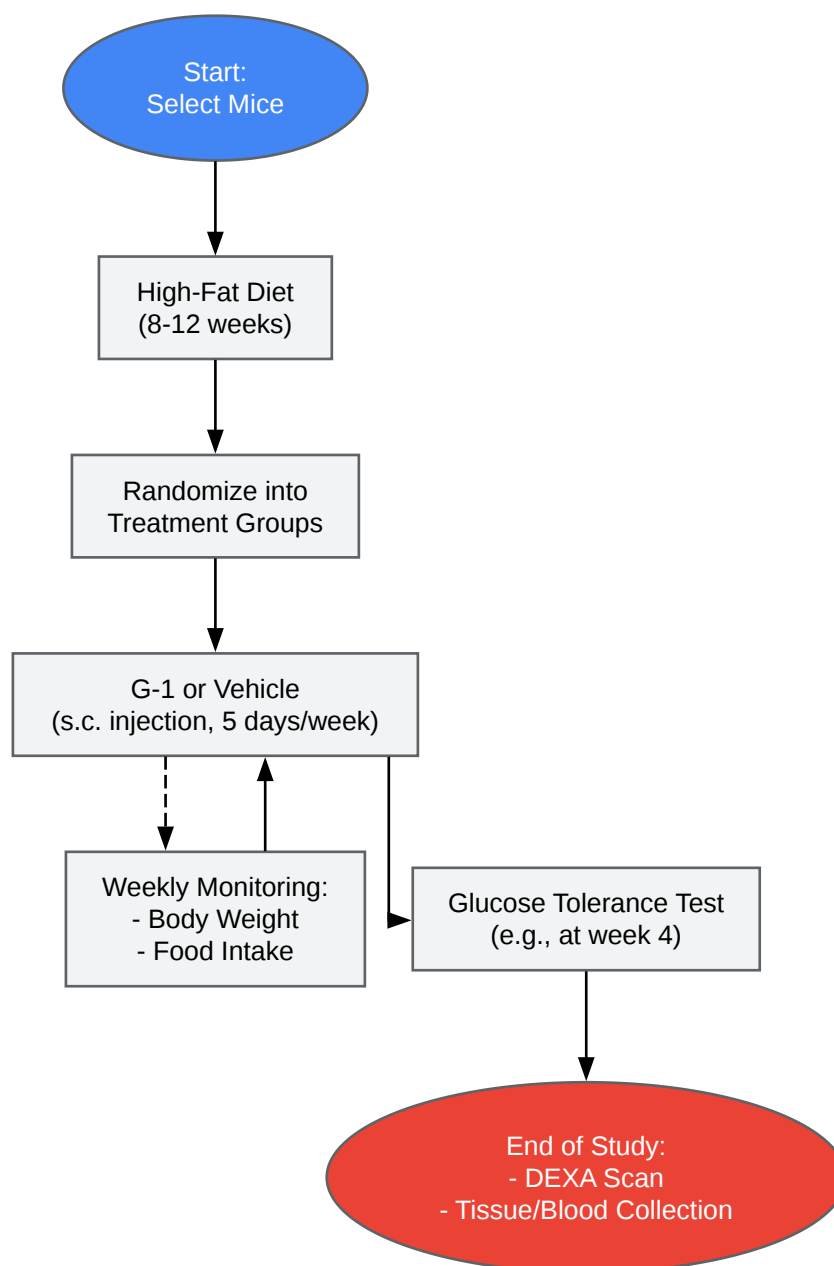 Start:
Select Mice
High-Fat Diet
(8-12 weeks)
Randomize into
Treatment Groups
G-1 or Vehicle
(s.c. injection, 5 days/week)
Weekly Monitoring:
- Body Weight
- Food Intake
Glucose Tolerance Test
(e.g., at week 4)
End of Study:
- DEXA Scan
- Tissue/Blood Collection